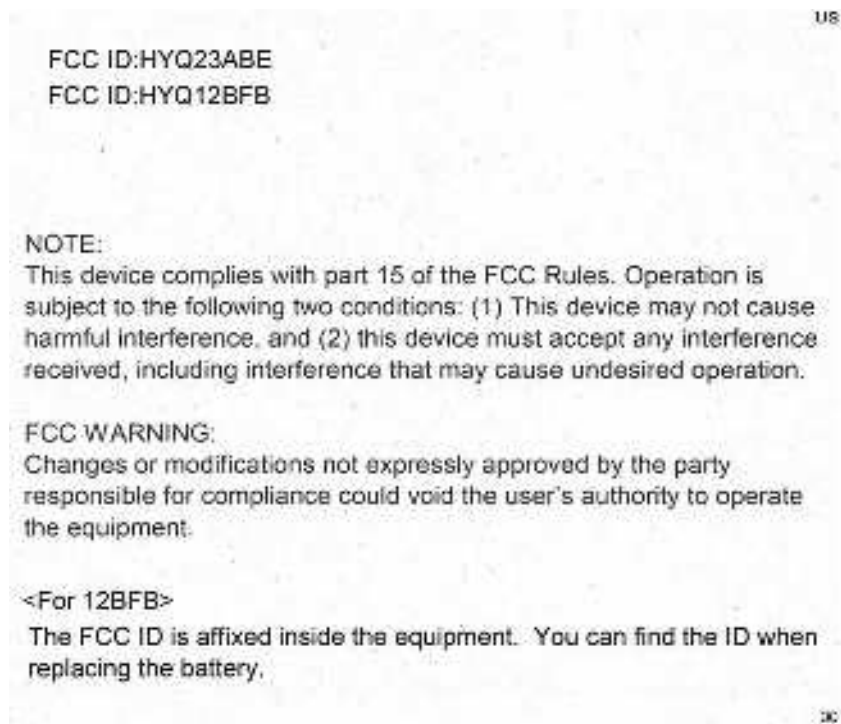 US
FCC ID:HYQ23ABE
FCC ID:HYQ12BFB
NOTE:
This device complies with part 15 of the FCC Rules. Operation is
subject to the following two conditions: (1) This device may not cause
harmful interference, and (2) this device must accept any interference
received, including interference that may cause undesired operation.
FCC WARNING:
Changes or modifications not expressly approved by the party
responsible for compliance could void the user's authority to operate
the equipment.
<For 12BFB>
The FCC ID is affixed inside the equipment.  You can find the ID when
replacing the battery.